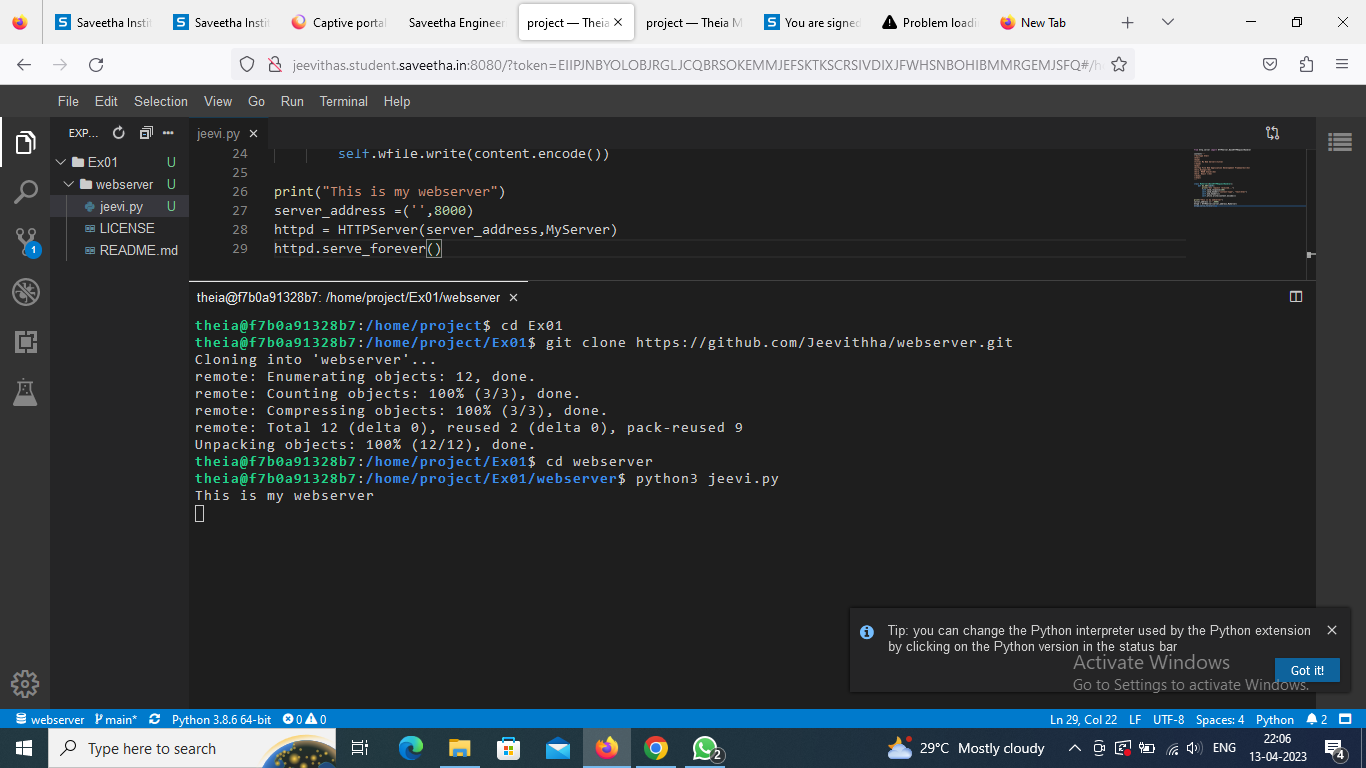 Saveetha Insti
Saveetha Insti
Captive portal
Saveetha Engineer
project — Theia
project — Theia M
You are signed
Problem loadi
New Tab
jeevithas.student.saveetha.in:8080/?token=EIIPJNBYOLOBJRGLJCQBRSOKEMMJEFSKTKSCRSIVDIXJFWHSNBOHIBMMRGEMJSFQ#/h
File Edit Selection View Go Run Terminal Help
EXP...
jeevi.py
Ex01 U
webserver U
jeevi.py U
LICENSE
README.md
1
24 self.wfile.write(content.encode())
25
26 print("This is my webserver")
27 server_address =('',8000)
28 httpd = HTTPServer(server_address,MyServer)
29 httpd.serve_forever()
theia@f7b0a91328b7: /home/project/Ex01/webserver
theia@f7b0a91328b7:/home/project$ cd Ex01
theia@f7b0a91328b7:/home/project/Ex01$ git clone https://github.com/Jeevithha/webserver.git
Cloning into 'webserver'...
remote: Enumerating objects: 12, done.
remote: Counting objects: 100% (3/3), done.
remote: Compressing objects: 100% (3/3), done.
remote: Total 12 (delta 0), reused 2 (delta 0), pack-reused 9
Unpacking objects: 100% (12/12), done.
theia@f7b0a91328b7:/home/project/Ex01$ cd webserver
theia@f7b0a91328b7:/home/project/Ex01/webserver$ python3 jeevi.py
This is my webserver
Tip: you can change the Python interpreter used by the Python extension
by clicking on the Python version in the status bar
Got it!
Activate Windows
Go to Settings to activate Windows.
webserver main* Python 3.8.6 64-bit 0 0
Ln 29, Col 22 LF UTF-8 Spaces: 4 Python 2
Type here to search
2
29°C Mostly cloudy
ENG
22:06
13-04-2023
4